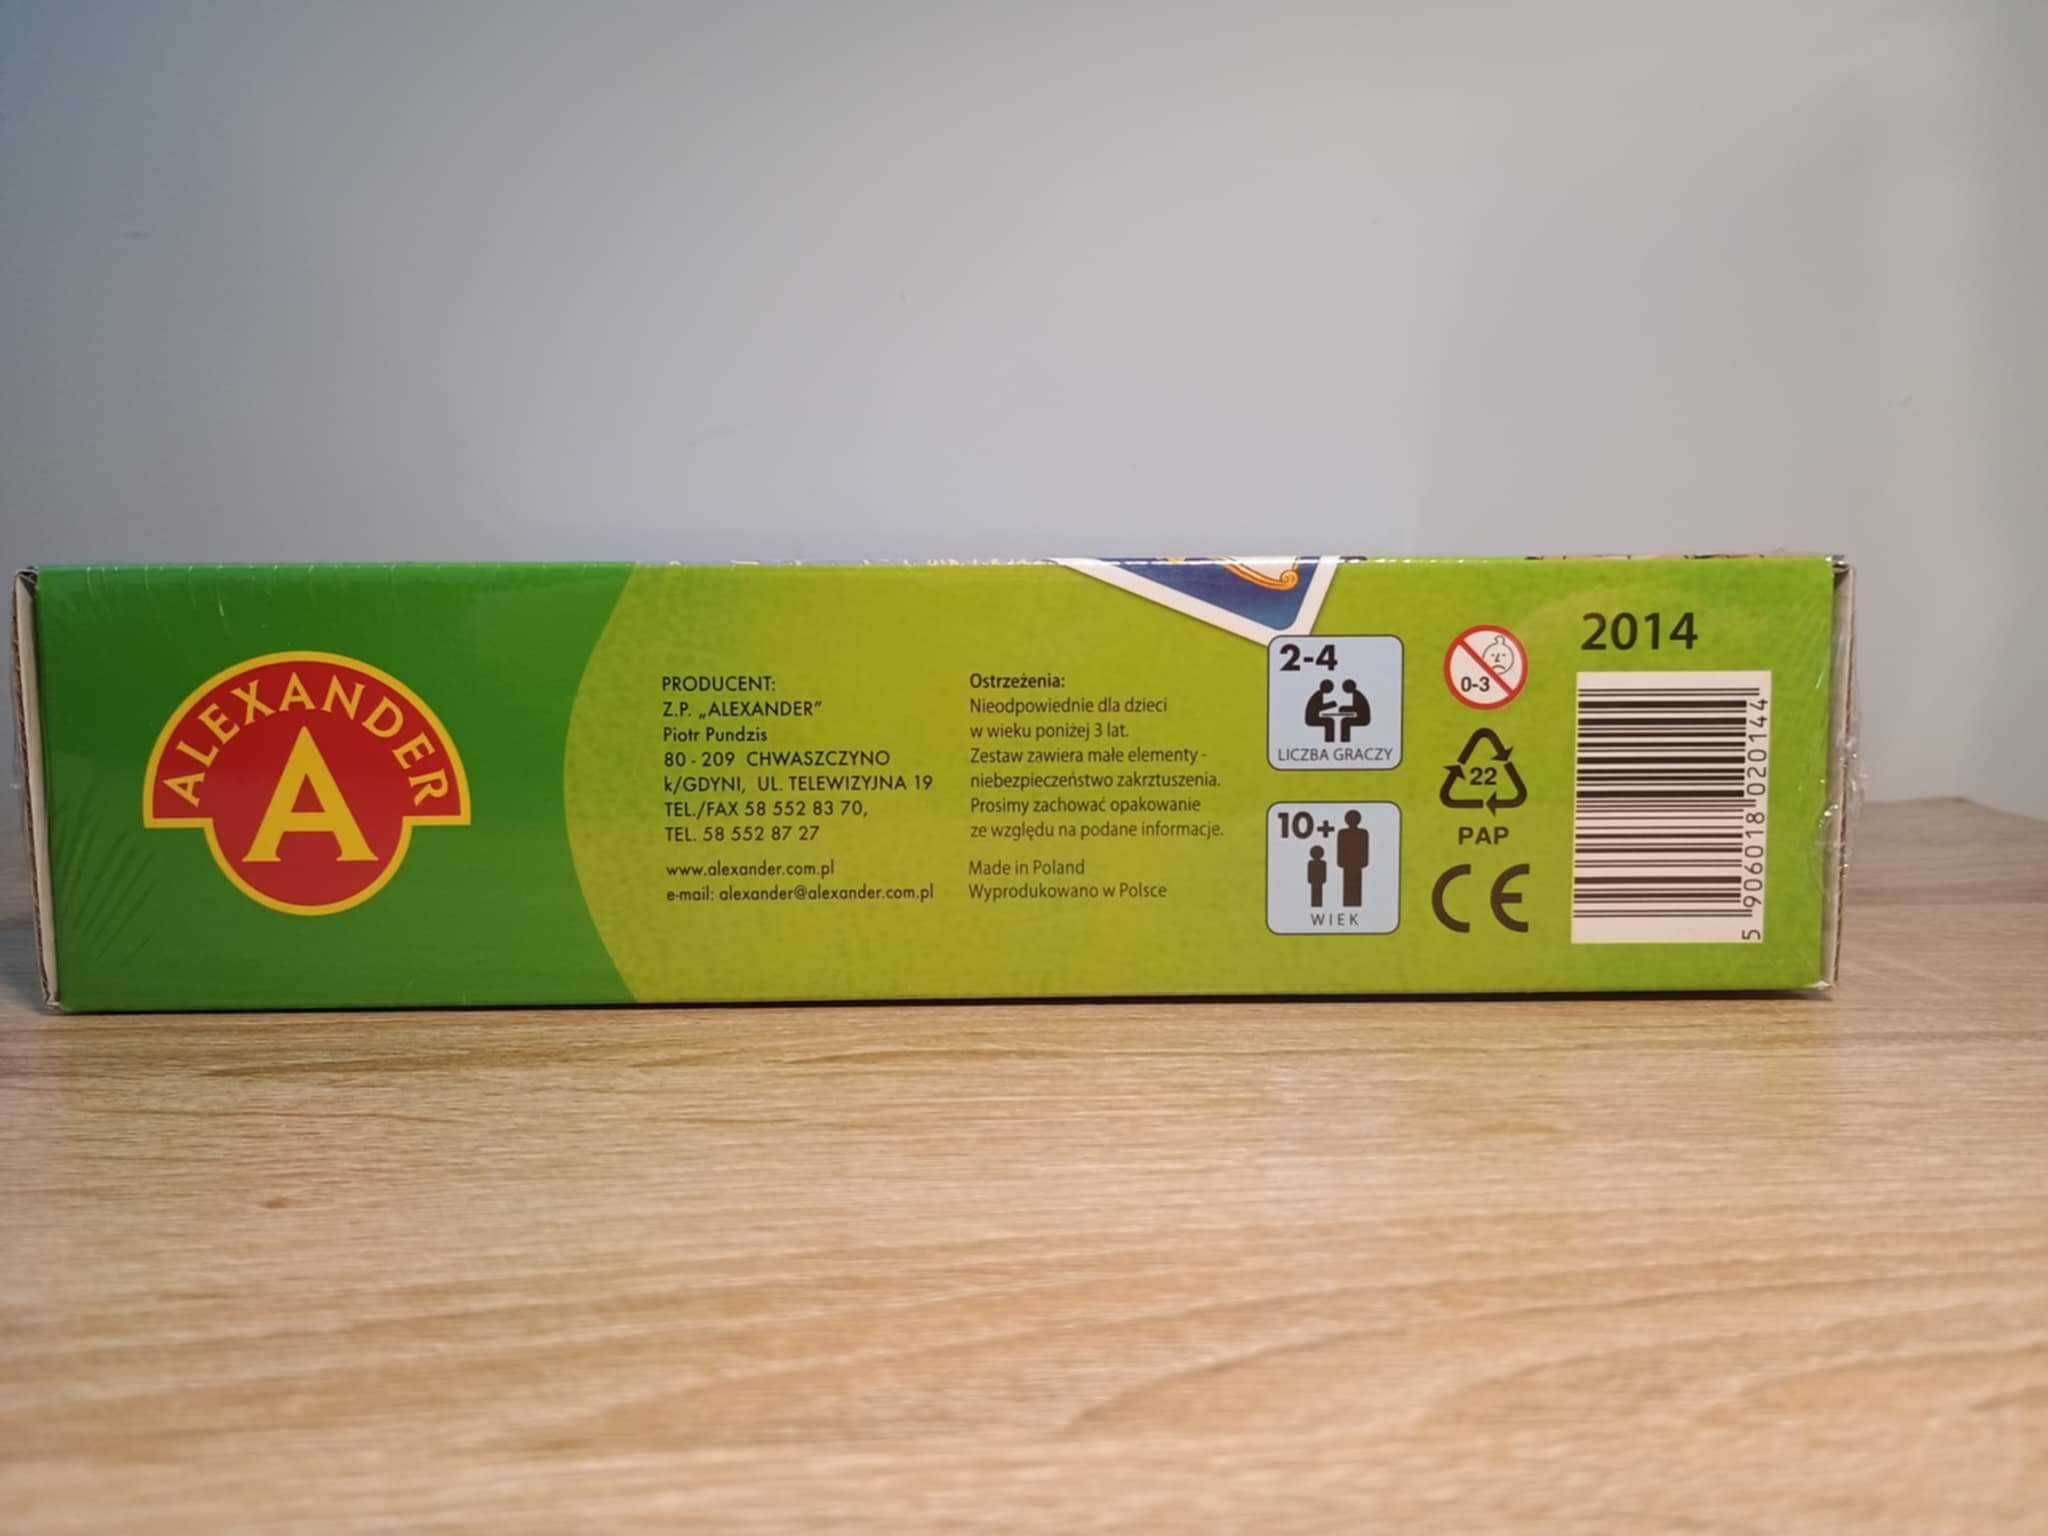 ALEXANDER
A
PRODUCENT:
Z.P. „ALEXANDER”
Piotr Pundzis
80 - 209 CHWASZCZYNO
k/GDYNI, UL. TELEWIZYJNA 19
TEL./FAX 58 552 83 70,
TEL. 58 552 87 27
www.alexander.com.pl
e-mail: alexander@alexander.com.pl
Ostrzeżenia:
Nieodpowiednie dla dzieci
w wieku poniżej 3 lat.
Zestaw zawiera małe elementy -
niebezpieczeństwo zakrztuszenia.
Prosimy zachować opakowanie
ze względu na podane informacje.
Made in Poland
Wyprodukowano w Polsce
2-4
LICZBA GRACZY
10+
WIEK
0-3
22
PAP
CE
2014
5 906018 020144